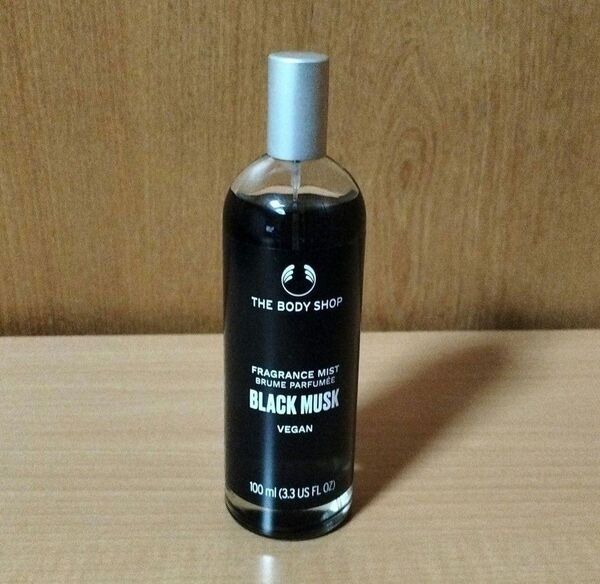 THE BODY SHOP
FRAGRANCE MIST
BRUME PARFUMÉE
BLACK MUSK
VEGAN
100 ml (3.3 US FL OZ)